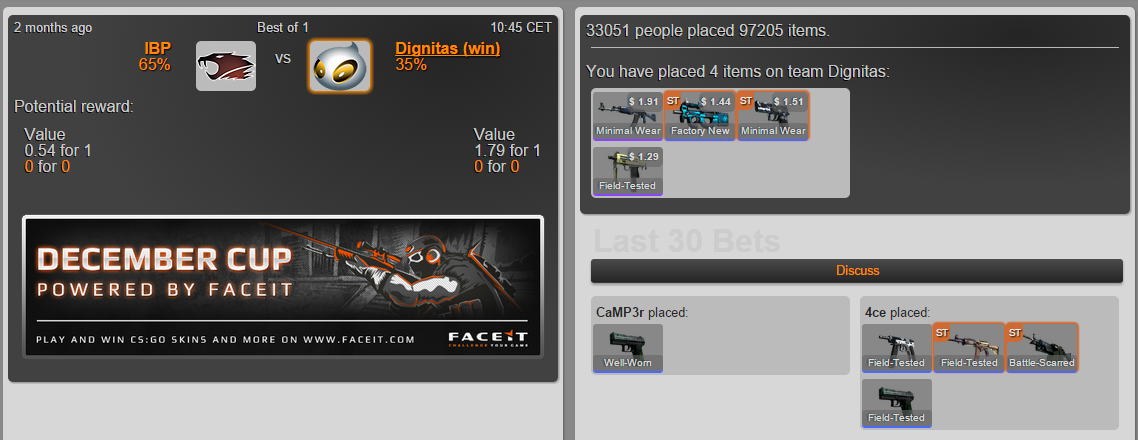 2 months ago
Best of 1
10:45 CET
IBP
65%
vs
Dignitas (win)
35%
Potential reward:
Value
0.54 for 1
0 for 0
Value
1.79 for 1
0 for 0
DECEMBER CUP
POWERED BY FACEIT
PLAY AND WIN CS:GO SKINS AND MORE ON WWW.FACEIT.COM
FACEIT
CHALLENGE YOUR GAME
33051 people placed 97205 items.
You have placed 4 items on team Dignitas:
$ 1.91
Minimal Wear
ST
$ 1.44
Factory New
ST
$ 1.51
Minimal Wear
$ 1.29
Field-Tested
Last 30 Bets
Discuss
CaMP3r placed:
Well-Worn
4ce placed:
Field-Tested
ST
Field-Tested
ST
Battle-Scarred
Field-Tested